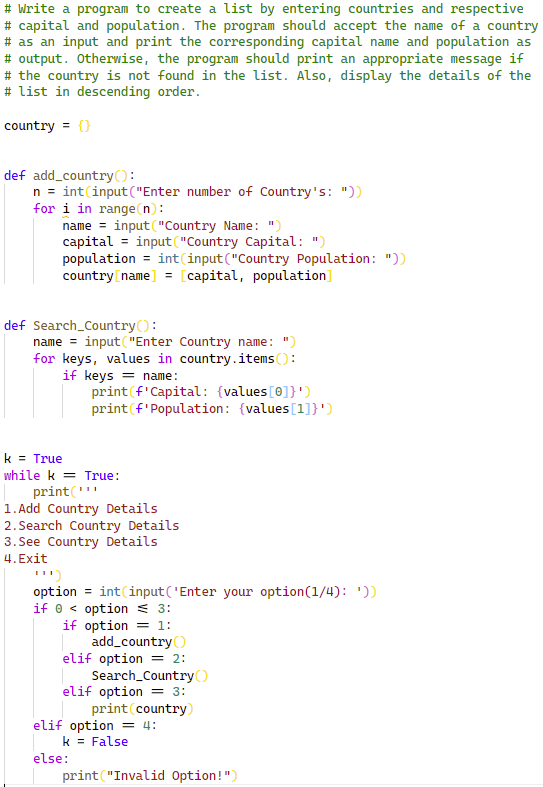 # Write a program to create a list by entering countries and respective
# capital and population. The program should accept the name of a country
# as an input and print the corresponding capital name and population as
# output. Otherwise, the program should print an appropriate message if
# the country is not found in the list. Also, display the details of the
# list in descending order.

country = {}


def add_country():
    n = int(input("Enter number of Country's: "))
    for i in range(n):
        name = input("Country Name: ")
        capital = input("Country Capital: ")
        population = int(input("Country Population: "))
        country[name] = [capital, population]


def Search_Country():
    name = input("Enter Country name: ")
    for keys, values in country.items():
        if keys == name:
            print(f'Capital: {values[0]}')
            print(f'Population: {values[1]}')


k = True
while k == True:
    print('''
1.Add Country Details
2.Search Country Details
3.See Country Details
4.Exit
    ''')
    option = int(input('Enter your option(1/4): '))
    if 0 < option <= 3:
        if option == 1:
            add_country()
        elif option == 2:
            Search_Country()
        elif option == 3:
            print(country)
    elif option == 4:
        k = False
    else:
        print("Invalid Option!")